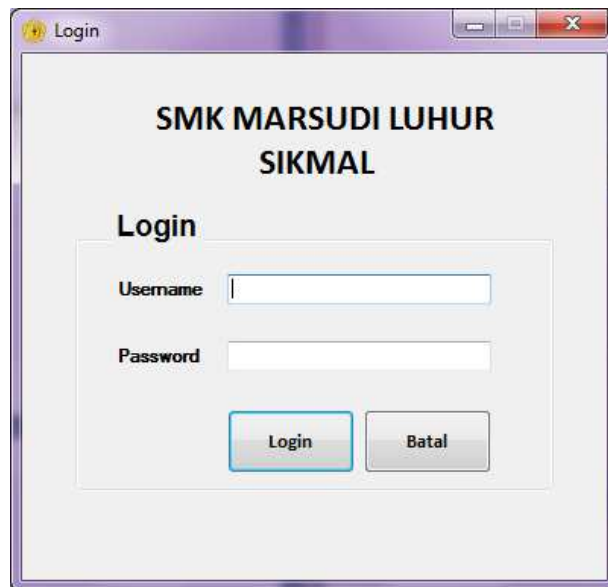 Login
SMK MARSUDI LUHUR
SIKMAL
Login
Username
Password
Login Batal